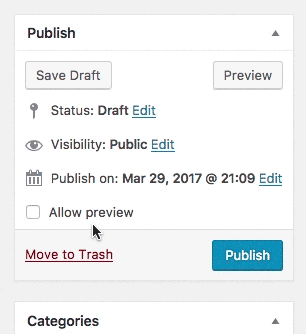 Publish
Save Draft Preview
Status: Draft Edit
Visibility: Public Edit
Publish on: Mar 29, 2017 @ 21:09 Edit
Allow preview
Move to Trash Publish
Categories